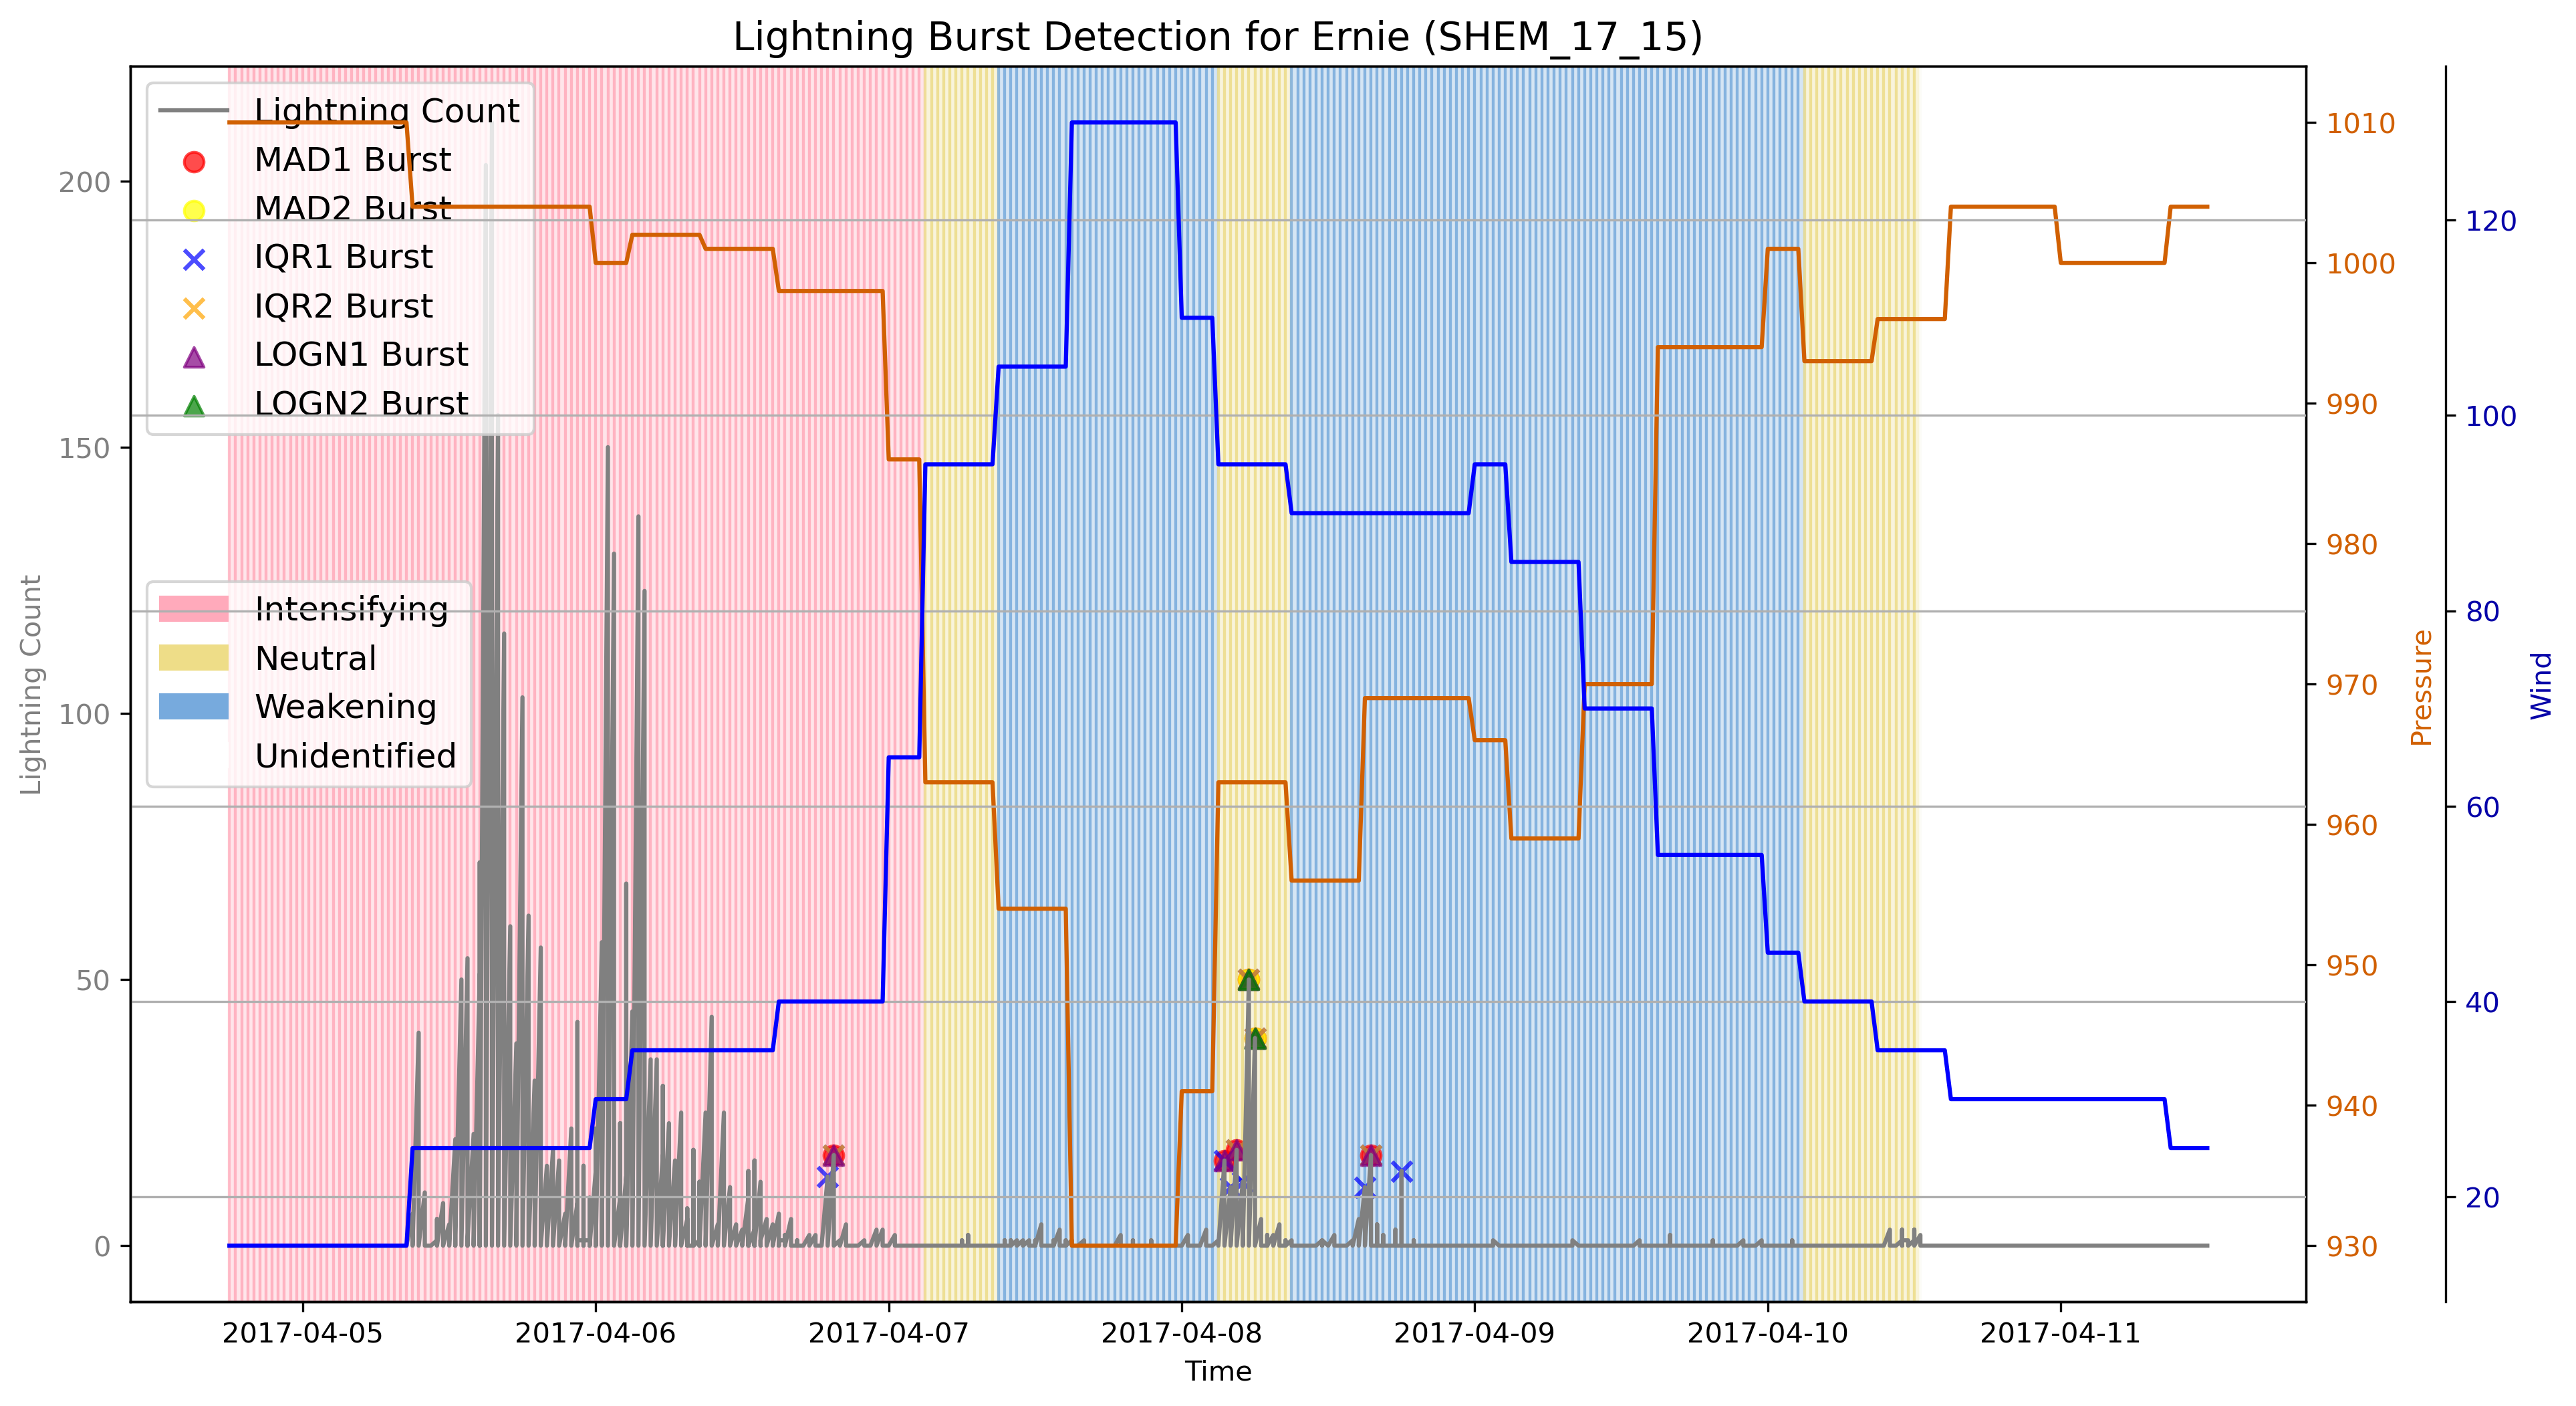 Lightning Burst Detection for Ernie (SHEM_17_15)
Lightning Count
MAD1 Burst
MAD2 Burst
IQR1 Burst
IQR2 Burst
LOGN1 Burst
LOGN2 Burst
Intensifying
Neutral
Weakening
Unidentified
Lightning Count
200
150
100
50
0
1010
1000
990
980
970
960
950
940
930
Pressure
120
100
80
60
40
20
Wind
2017-04-05
2017-04-06
2017-04-07
2017-04-08
2017-04-09
2017-04-10
2017-04-11
Time